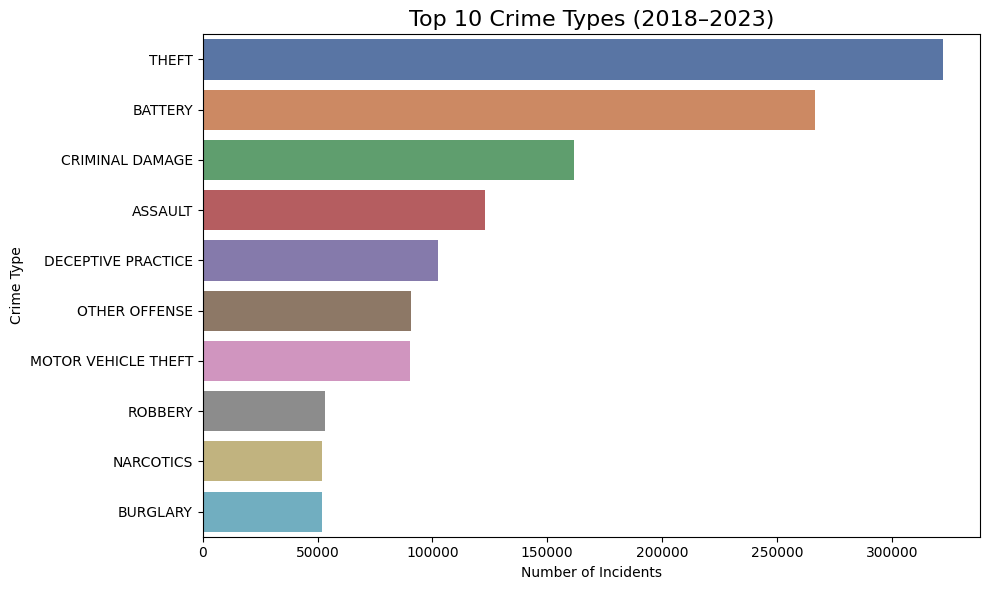 Top 10 Crime Types (2018–2023)
Crime Type
THEFT
BATTERY
CRIMINAL DAMAGE
ASSAULT
DECEPTIVE PRACTICE
OTHER OFFENSE
MOTOR VEHICLE THEFT
ROBBERY
NARCOTICS
BURGLARY
0 50000 100000 150000 200000 250000 300000
Number of Incidents